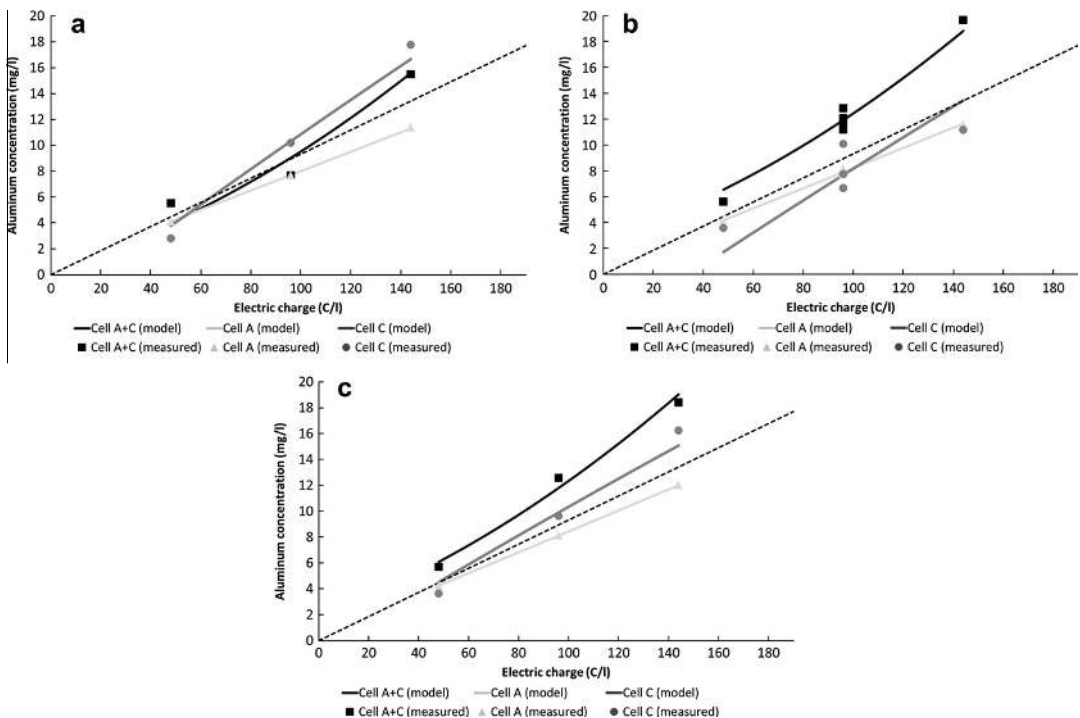 a
Aluminum concentration (mg/l)
20
18
16
14
12
10
8
6
4
2
0
0 20 40 60 80 100 120 140 160 180
Electric charge (C/l)
Cell A+C (model) Cell A (model) Cell C (model)
Cell A+C (measured) Cell A (measured) Cell C (measured)
b
Aluminum concentration (mg/l)
20
18
16
14
12
10
8
6
4
2
0
0 20 40 60 80 100 120 140 160 180
Electric charge (C/l)
Cell A+C (model) Cell A (model) Cell C (model)
Cell A+C (measured) Cell A (measured) Cell C (measured)
c
Aluminum concentration (mg/l)
20
18
16
14
12
10
8
6
4
2
0
0 20 40 60 80 100 120 140 160 180
Electric charge (C/l)
Cell A+C (model) Cell A (model) Cell C (model)
Cell A+C (measured) Cell A (measured) Cell C (measured)